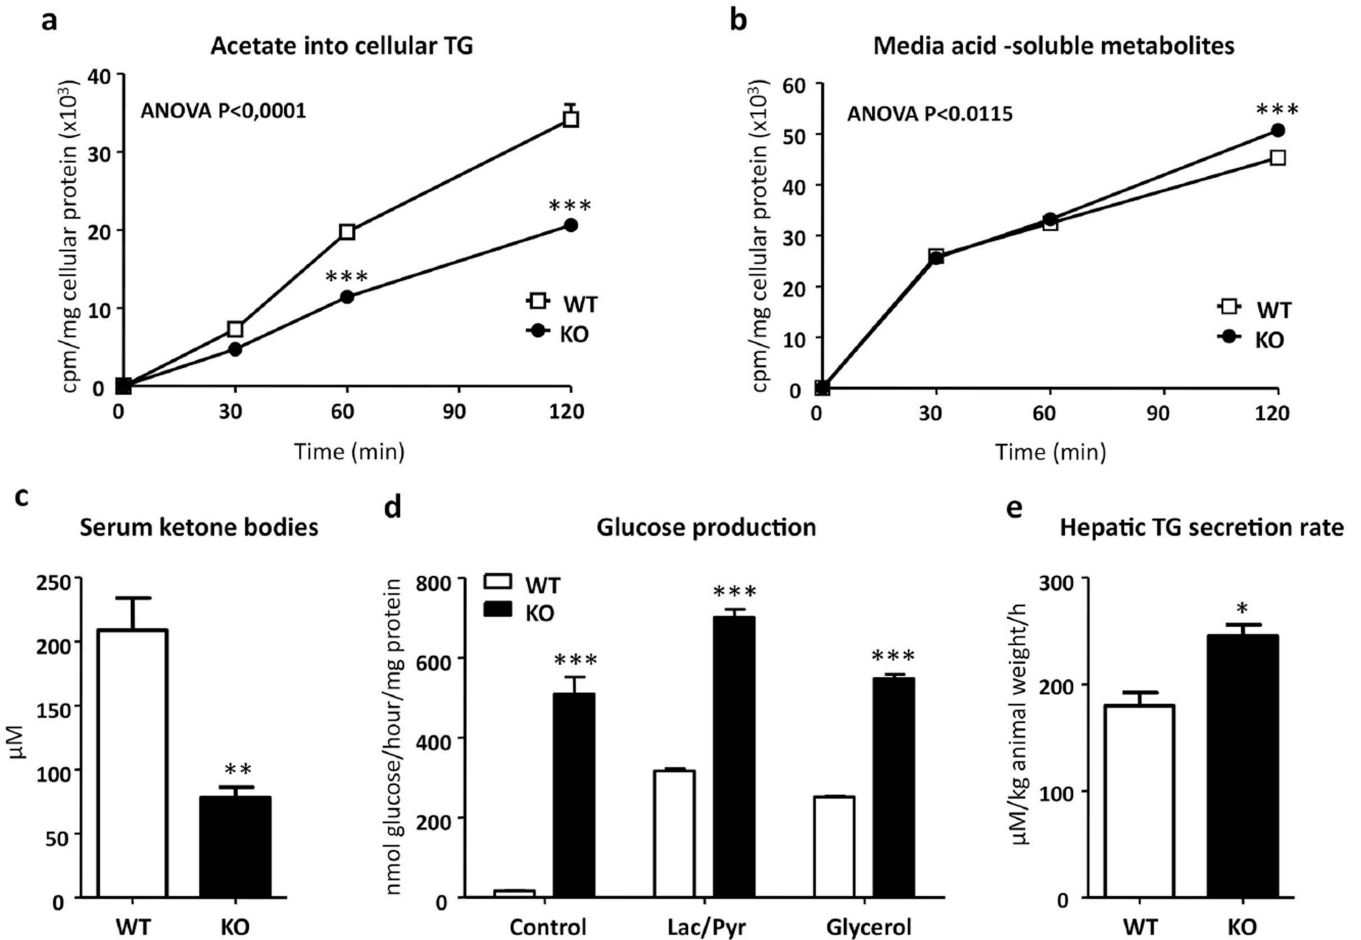 a
Acetate into cellular TG
40
30
20
10
0
cpm/mg cellular protein (x10³)
ANOVA P<0,0001
***
***
WT
KO
0 30 60 90 120
Time (min)
b
Media acid -soluble metabolites
60
50
40
30
20
10
0
cpm/mg cellular protein (x10³)
ANOVA P<0.0115
***
WT
KO
0 30 60 90 120
Time (min)
c
Serum ketone bodies
250
200
150
100
50
0
µM
**
WT KO
d
Glucose production
800
600
400
200
0
nmol glucose/hour/mg protein
WT
KO
***
***
***
Control Lac/Pyr Glycerol
e
Hepatic TG secretion rate
300
200
100
0
µM/kg animal weight/h
*
WT KO